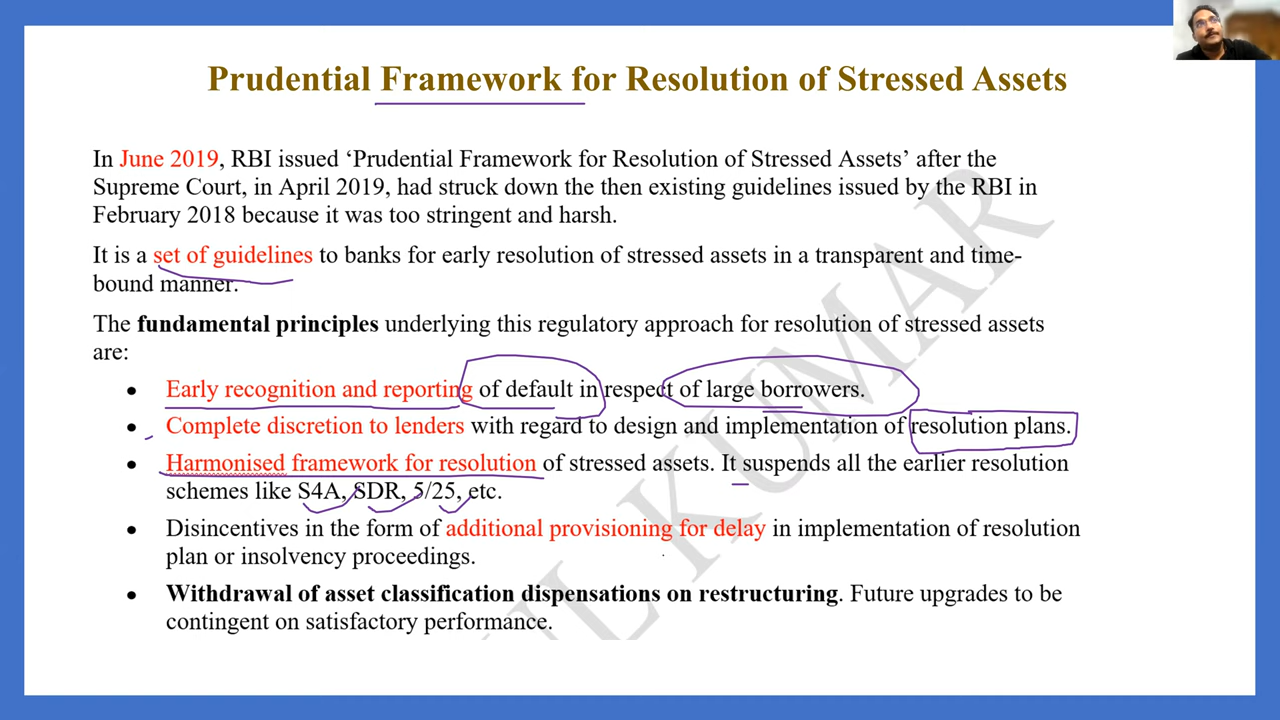 Prudential Framework for Resolution of Stressed Assets
In June 2019, RBI issued ‘Prudential Framework for Resolution of Stressed Assets’ after the
Supreme Court, in April 2019, had struck down the then existing guidelines issued by the RBI in
February 2018 because it was too stringent and harsh.
It is a set of guidelines to banks for early resolution of stressed assets in a transparent and time-
bound manner.
The fundamental principles underlying this regulatory approach for resolution of stressed assets
are:
• Early recognition and reporting of default in respect of large borrowers.
• Complete discretion to lenders with regard to design and implementation of resolution plans.
• Harmonised framework for resolution of stressed assets. It suspends all the earlier resolution
schemes like S4A, SDR, 5/25, etc.
• Disincentives in the form of additional provisioning for delay in implementation of resolution
plan or insolvency proceedings.
• Withdrawal of asset classification dispensations on restructuring. Future upgrades to be
contingent on satisfactory performance.
UL KUMAR